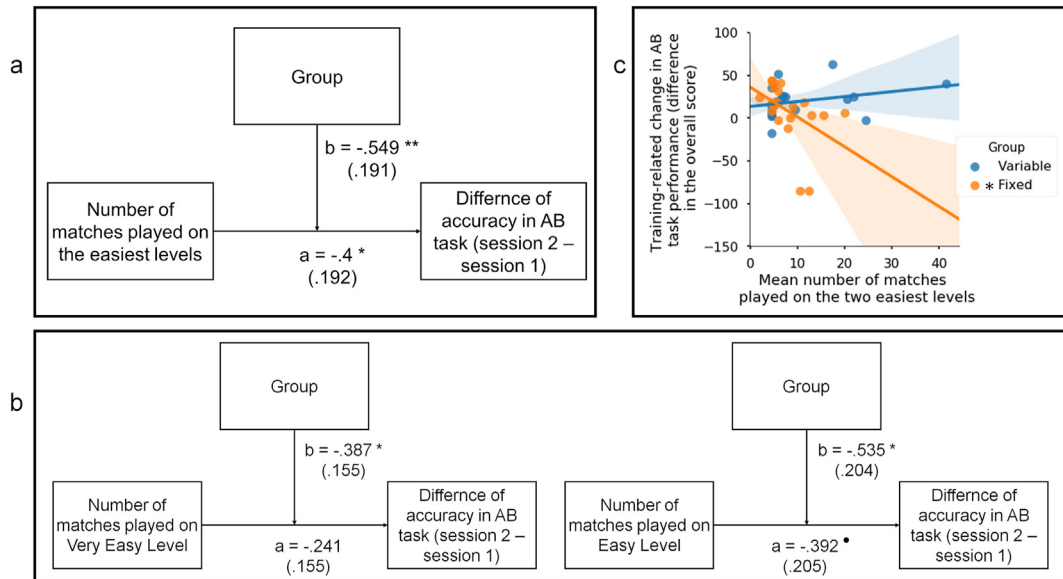 a
Group
b = -.549 **
(.191)
Number of
matches played on
the easiest levels
a = -.4 *
(.192)
Differnce of
accuracy in AB
task (session 2 –
session 1)
c
Training-related change in AB
task performance (difference
in the overall score)
100
50
0
−50
−100
−150
0
10
20
30
40
Mean number of matches
played on the two easiest levels
Group
Variable
* Fixed
b
Group
b = -.387 *
(.155)
Number of
matches played on
Very Easy Level
a = -.241
(.155)
Differnce of
accuracy in AB
task (session 2 –
session 1)
Group
b = -.535 *
(.204)
Number of
matches played on
Easy Level
a = -.392 •
(.205)
Differnce of
accuracy in AB
task (session 2 –
session 1)